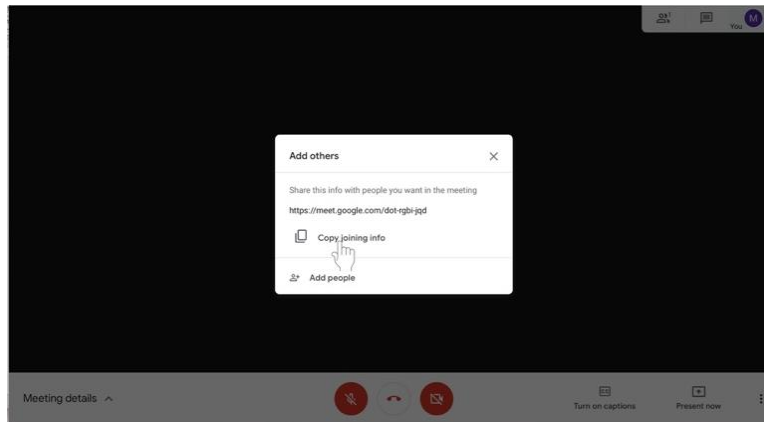 You
M
Add others
Share this info with people you want in the meeting
https://meet.google.com/dot-rgbi-jqd
Copy joining info
Add people
Meeting details
Turn on captions
Present now